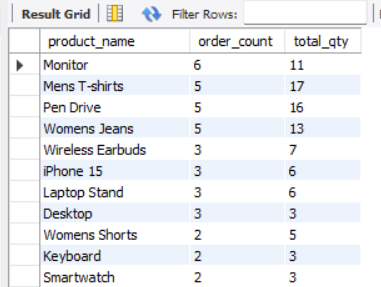 Result Grid Filter Rows:
product_name order_count total_qty
Monitor 6 11
Mens T-shirts 5 17
Pen Drive 5 16
Womens Jeans 5 13
Wireless Earbuds 3 7
iPhone 15 3 6
Laptop Stand 3 6
Desktop 3 3
Womens Shorts 2 5
Keyboard 2 3
Smartwatch 2 3